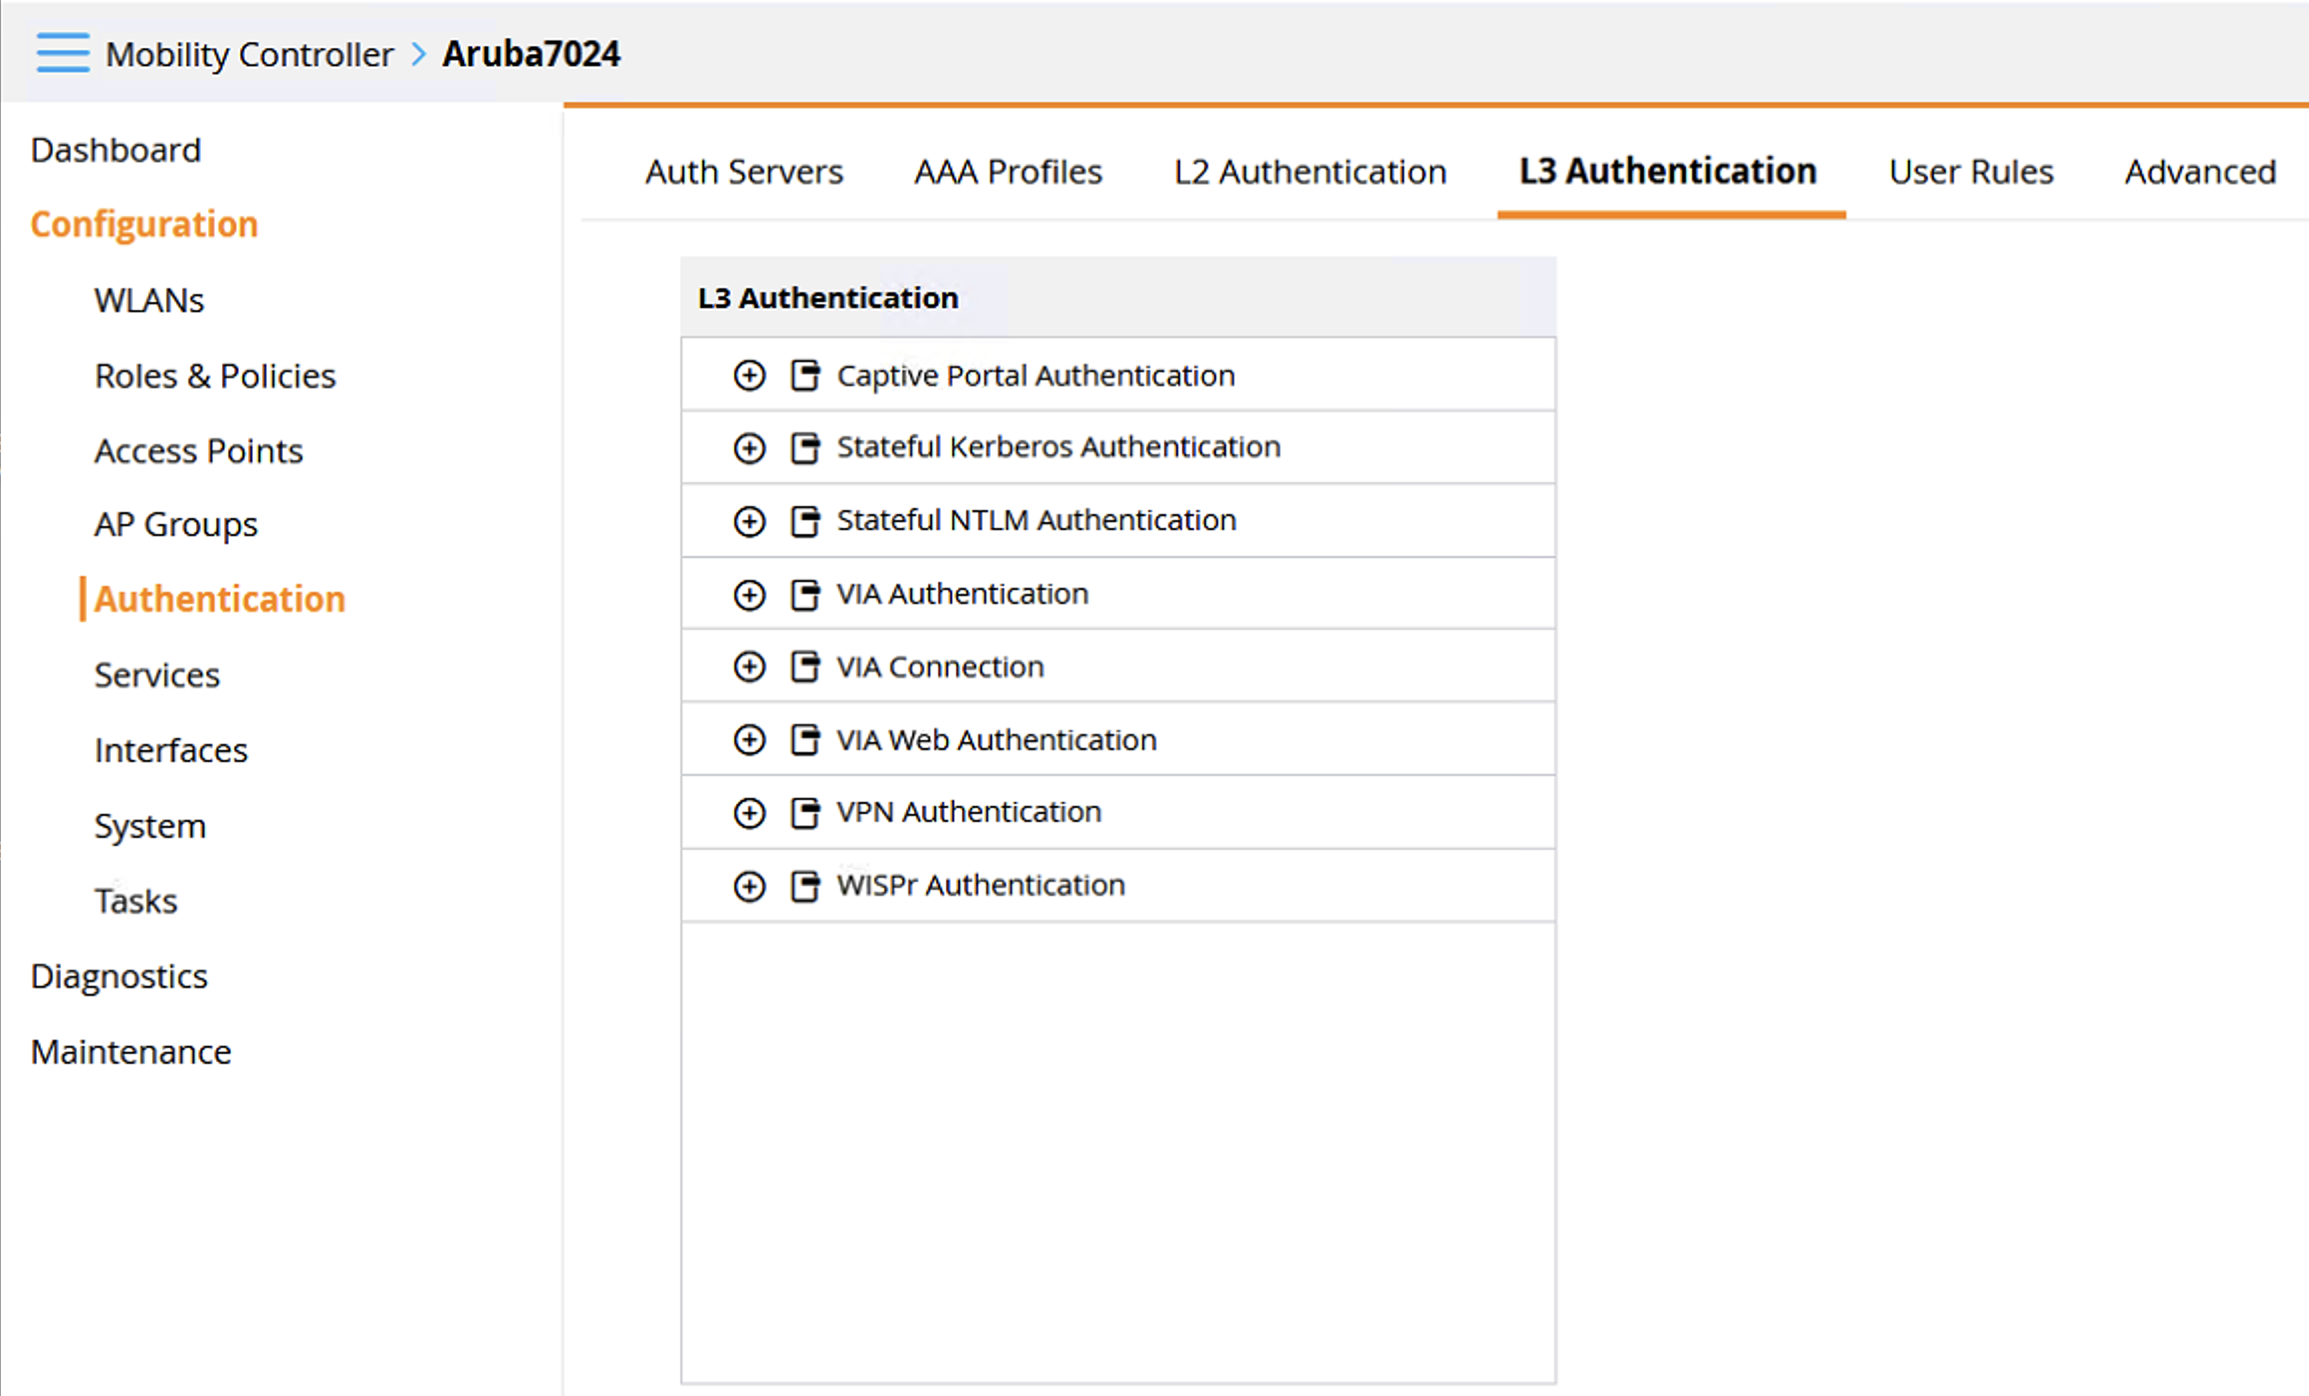 Mobility Controller > Aruba7024
Dashboard
Configuration
WLANs
Roles & Policies
Access Points
AP Groups
Authentication
Services
Interfaces
System
Tasks
Diagnostics
Maintenance
Auth Servers AAA Profiles L2 Authentication L3 Authentication User Rules Advanced
L3 Authentication
Captive Portal Authentication
Stateful Kerberos Authentication
Stateful NTLM Authentication
VIA Authentication
VIA Connection
VIA Web Authentication
VPN Authentication
WISPr Authentication